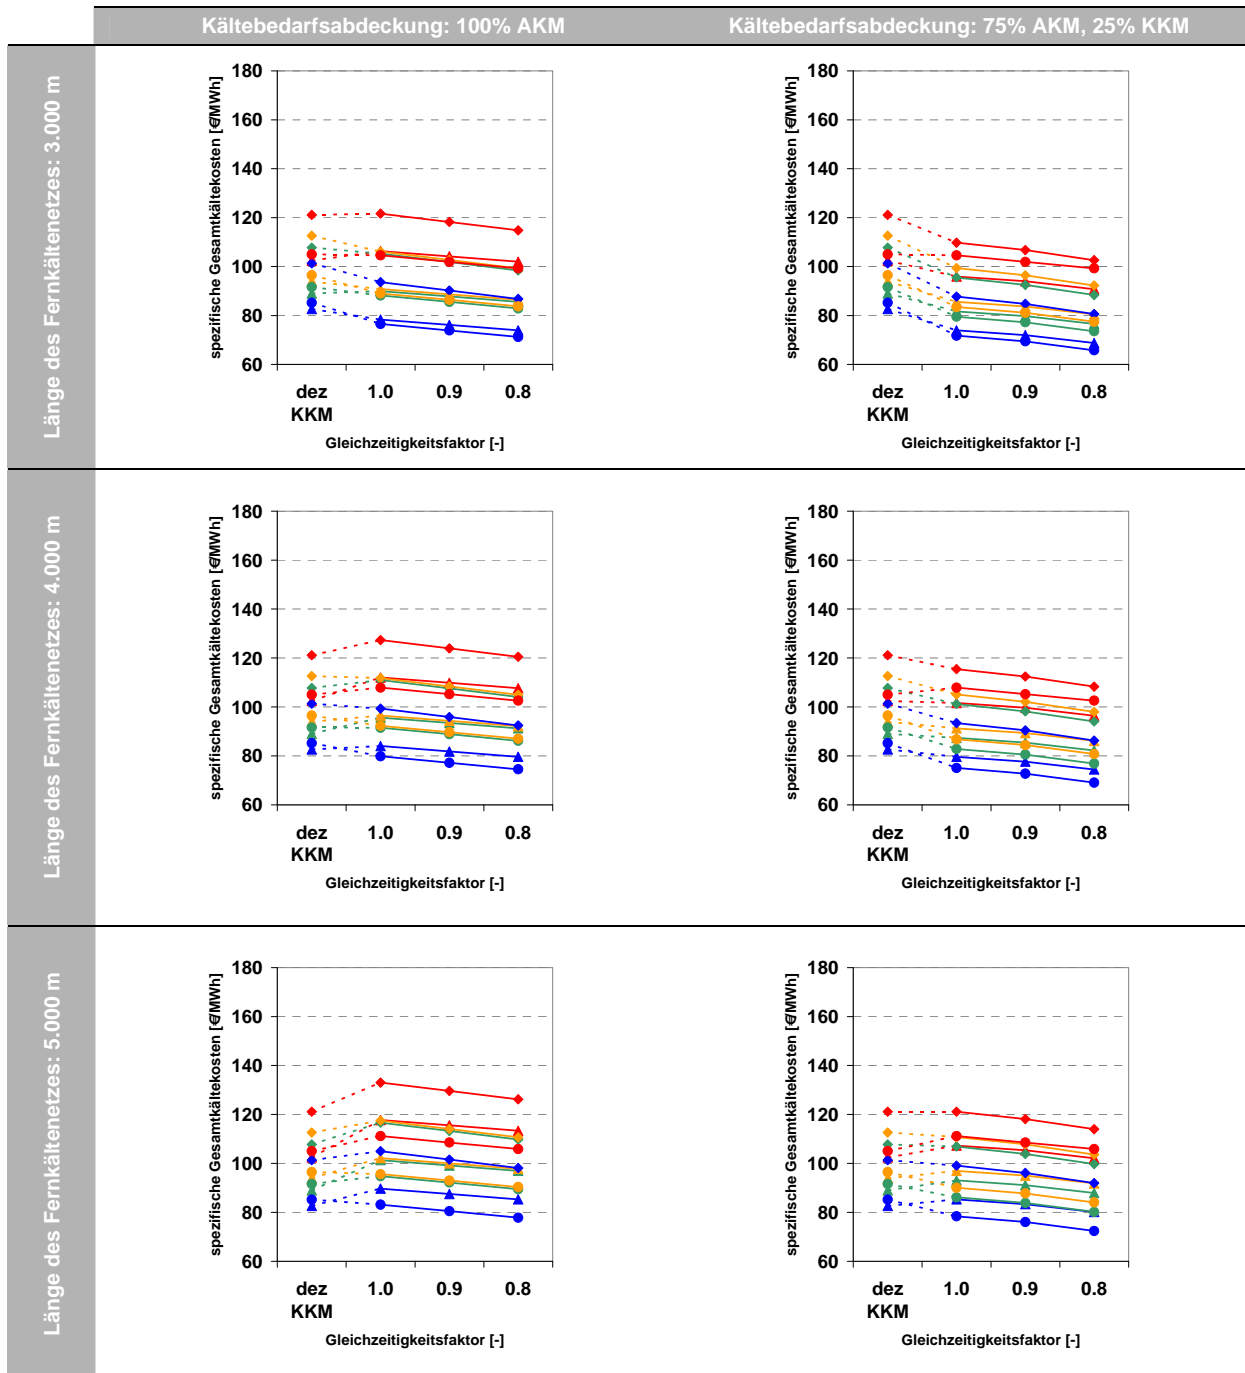 Kältebedarfsabdeckung: 100% AKM
Kältebedarfsabdeckung: 75% AKM, 25% KKM
Länge des Fernkältenetzes: 3.000 m
spezifische Gesamtkältekosten [€/MWh]
180
160
140
120
100
80
60
dez KKM
1.0
0.9
0.8
Gleichzeitigkeitsfaktor [-]
spezifische Gesamtkältekosten [€/MWh]
180
160
140
120
100
80
60
dez KKM
1.0
0.9
0.8
Gleichzeitigkeitsfaktor [-]
Länge des Fernkältenetzes: 4.000 m
spezifische Gesamtkältekosten [€/MWh]
180
160
140
120
100
80
60
dez KKM
1.0
0.9
0.8
Gleichzeitigkeitsfaktor [-]
spezifische Gesamtkältekosten [€/MWh]
180
160
140
120
100
80
60
dez KKM
1.0
0.9
0.8
Gleichzeitigkeitsfaktor [-]
Länge des Fernkältenetzes: 5.000 m
spezifische Gesamtkältekosten [€/MWh]
180
160
140
120
100
80
60
dez KKM
1.0
0.9
0.8
Gleichzeitigkeitsfaktor [-]
spezifische Gesamtkältekosten [€/MWh]
180
160
140
120
100
80
60
dez KKM
1.0
0.9
0.8
Gleichzeitigkeitsfaktor [-]